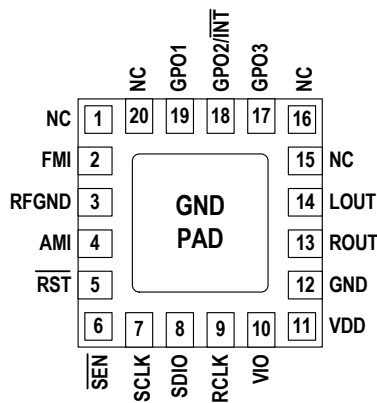 NC
GPO1
GPO2/INT
GPO3
NC
20
19
18
17
16
NC
1
FMI
2
RFGND
3
AMI
4
RST
5
6
GND
PAD
15
NC
14
LOUT
13
ROUT
12
GND
11
VDD
7
8
9
10
SEN
SCLK
SDIO
RCLK
VIO